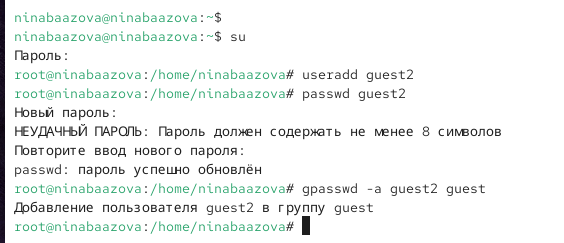 ninabaazova@ninabaazova:~$
ninabaazova@ninabaazova:~$ su
Пароль:
root@ninabaazova:/home/ninabaazova# useradd guest2
root@ninabaazova:/home/ninabaazova# passwd guest2
Новый пароль:
НЕУДАЧНЫЙ ПАРОЛЬ: Пароль должен содержать не менее 8 символов
Повторите ввод нового пароля:
passwd: пароль успешно обновлён
root@ninabaazova:/home/ninabaazova# gpasswd -a guest2 guest
Добавление пользователя guest2 в группу guest
root@ninabaazova:/home/ninabaazova#